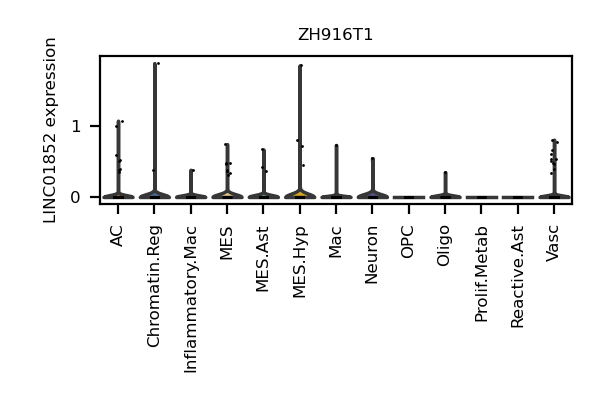 ZH916T1
LINC01852 expression
1
0
AC
Chromatin.Reg
Inflammatory.Mac
MES
MES.Ast
MES.Hyp
Mac
Neuron
OPC
Oligo
Prolif.Metab
Reactive.Ast
Vasc